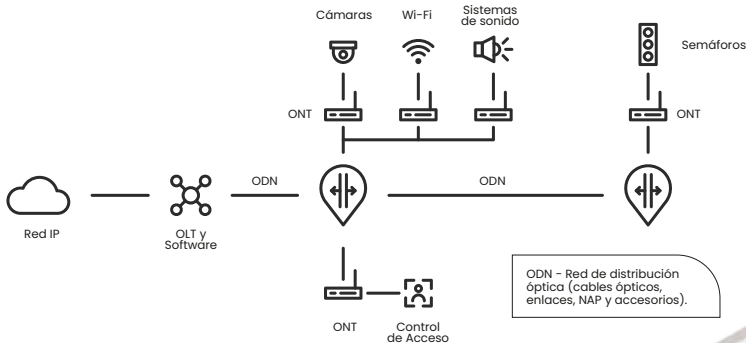 Cámaras
Wi-Fi
Sistemas
de sonido
Semáforos
ONT
ONT
ODN
ODN
Red IP
OLT y
Software
ODN - Red de distribución
óptica (cables ópticos,
enlaces, NAP y accesorios).
ONT
Control
de Acceso